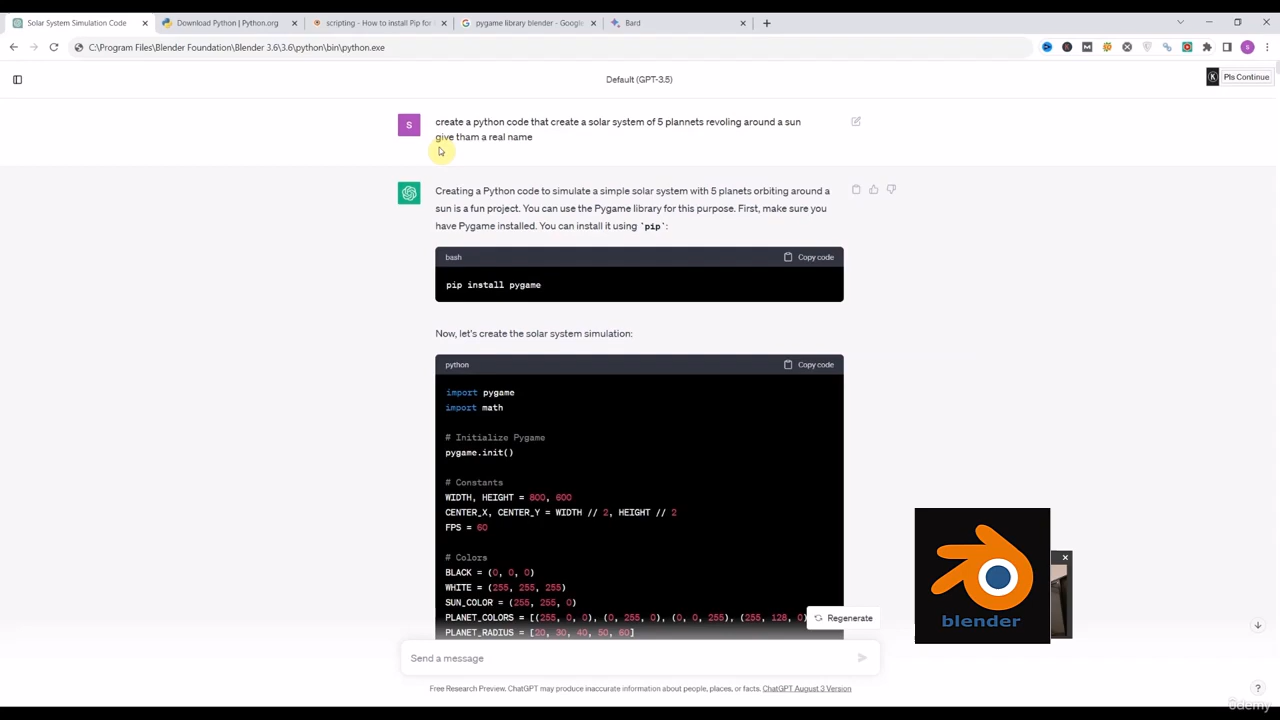 Solar System Simulation Code
Download Python | Python.org
scripting - How to install Pip for
pygame library blender - Google
Bard
C:\Program Files\Blender Foundation\Blender 3.6\3.6\python\bin\python.exe
Default (GPT-3.5)
K
Pls Continue
S
create a python code that create a solar system of 5 plannets revoling around a sun
give tham a real name
Creating a Python code to simulate a simple solar system with 5 planets orbiting around a
sun is a fun project. You can use the Pygame library for this purpose. First, make sure you
have Pygame installed. You can install it using `pip`:
bash
Copy code
pip install pygame
Now, let's create the solar system simulation:
python
Copy code
import pygame
import math
# Initialize Pygame
pygame.init()
# Constants
WIDTH, HEIGHT = 800, 600
CENTER_X, CENTER_Y = WIDTH // 2, HEIGHT // 2
FPS = 60
# Colors
BLACK = (0, 0, 0)
WHITE = (255, 255, 255)
SUN_COLOR = (255, 255, 0)
PLANET_COLORS = [(255, 0, 0), (0, 255, 0), (0, 0, 255), (255, 128, 0)
PLANET_RADIUS = [20, 30, 40, 50, 60]
Regenerate
blender
Send a message
Free Research Preview. ChatGPT may produce inaccurate information about people, places, or facts. ChatGPT August 3 Version
?
ûdemy